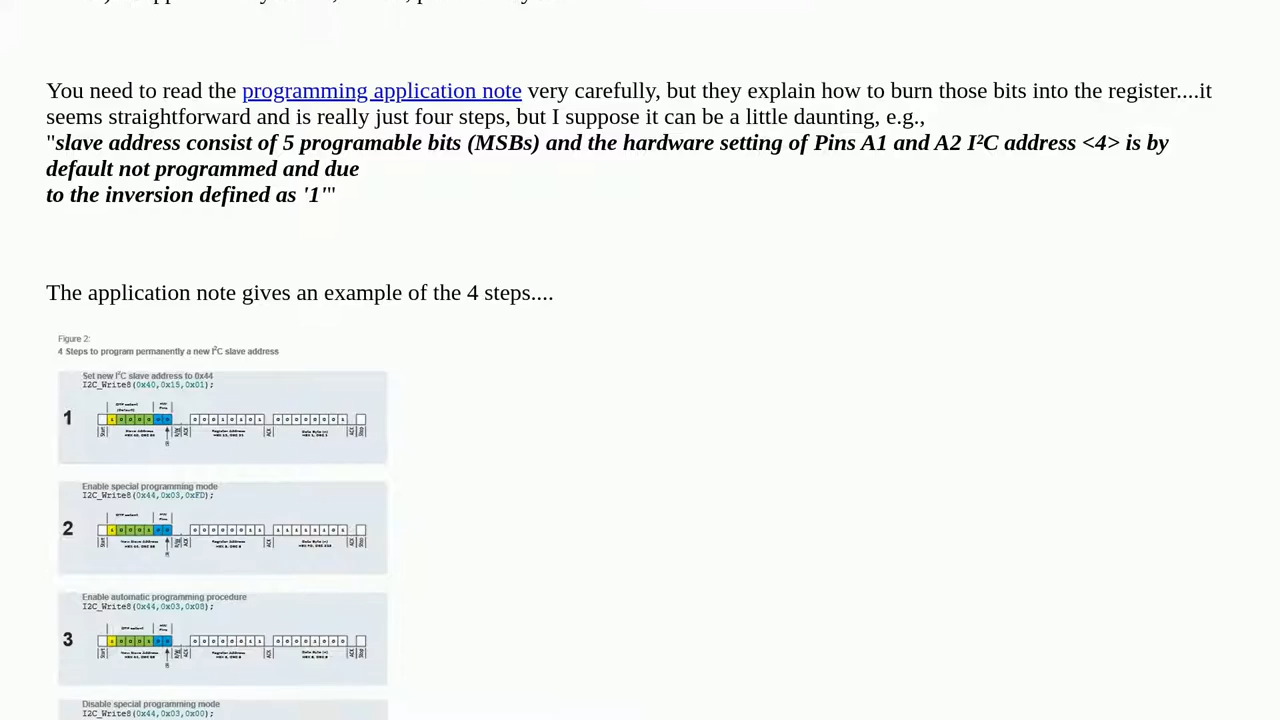 You need to read the programming application note very carefully, but they explain how to burn those bits into the register....it
seems straightforward and is really just four steps, but I suppose it can be a little daunting, e.g.,
"slave address consist of 5 programable bits (MSBs) and the hardware setting of Pins A1 and A2 I²C address <4> is by
default not programmed and due
to the inversion defined as '1'"
The application note gives an example of the 4 steps....
Figure 2:
4 Steps to program permanently a new I²C slave address
Set new I²C slave address to 0x44
I2C_Write8(0x40,0x15,0x01);
1
Enable special programming mode
I2C_Write8(0x44,0x03,0xFD);
2
Enable automatic programming procedure
I2C_Write8(0x44,0x03,0x08);
3
Disable special programming mode
I2C_Write8(0x44,0x03,0x00);